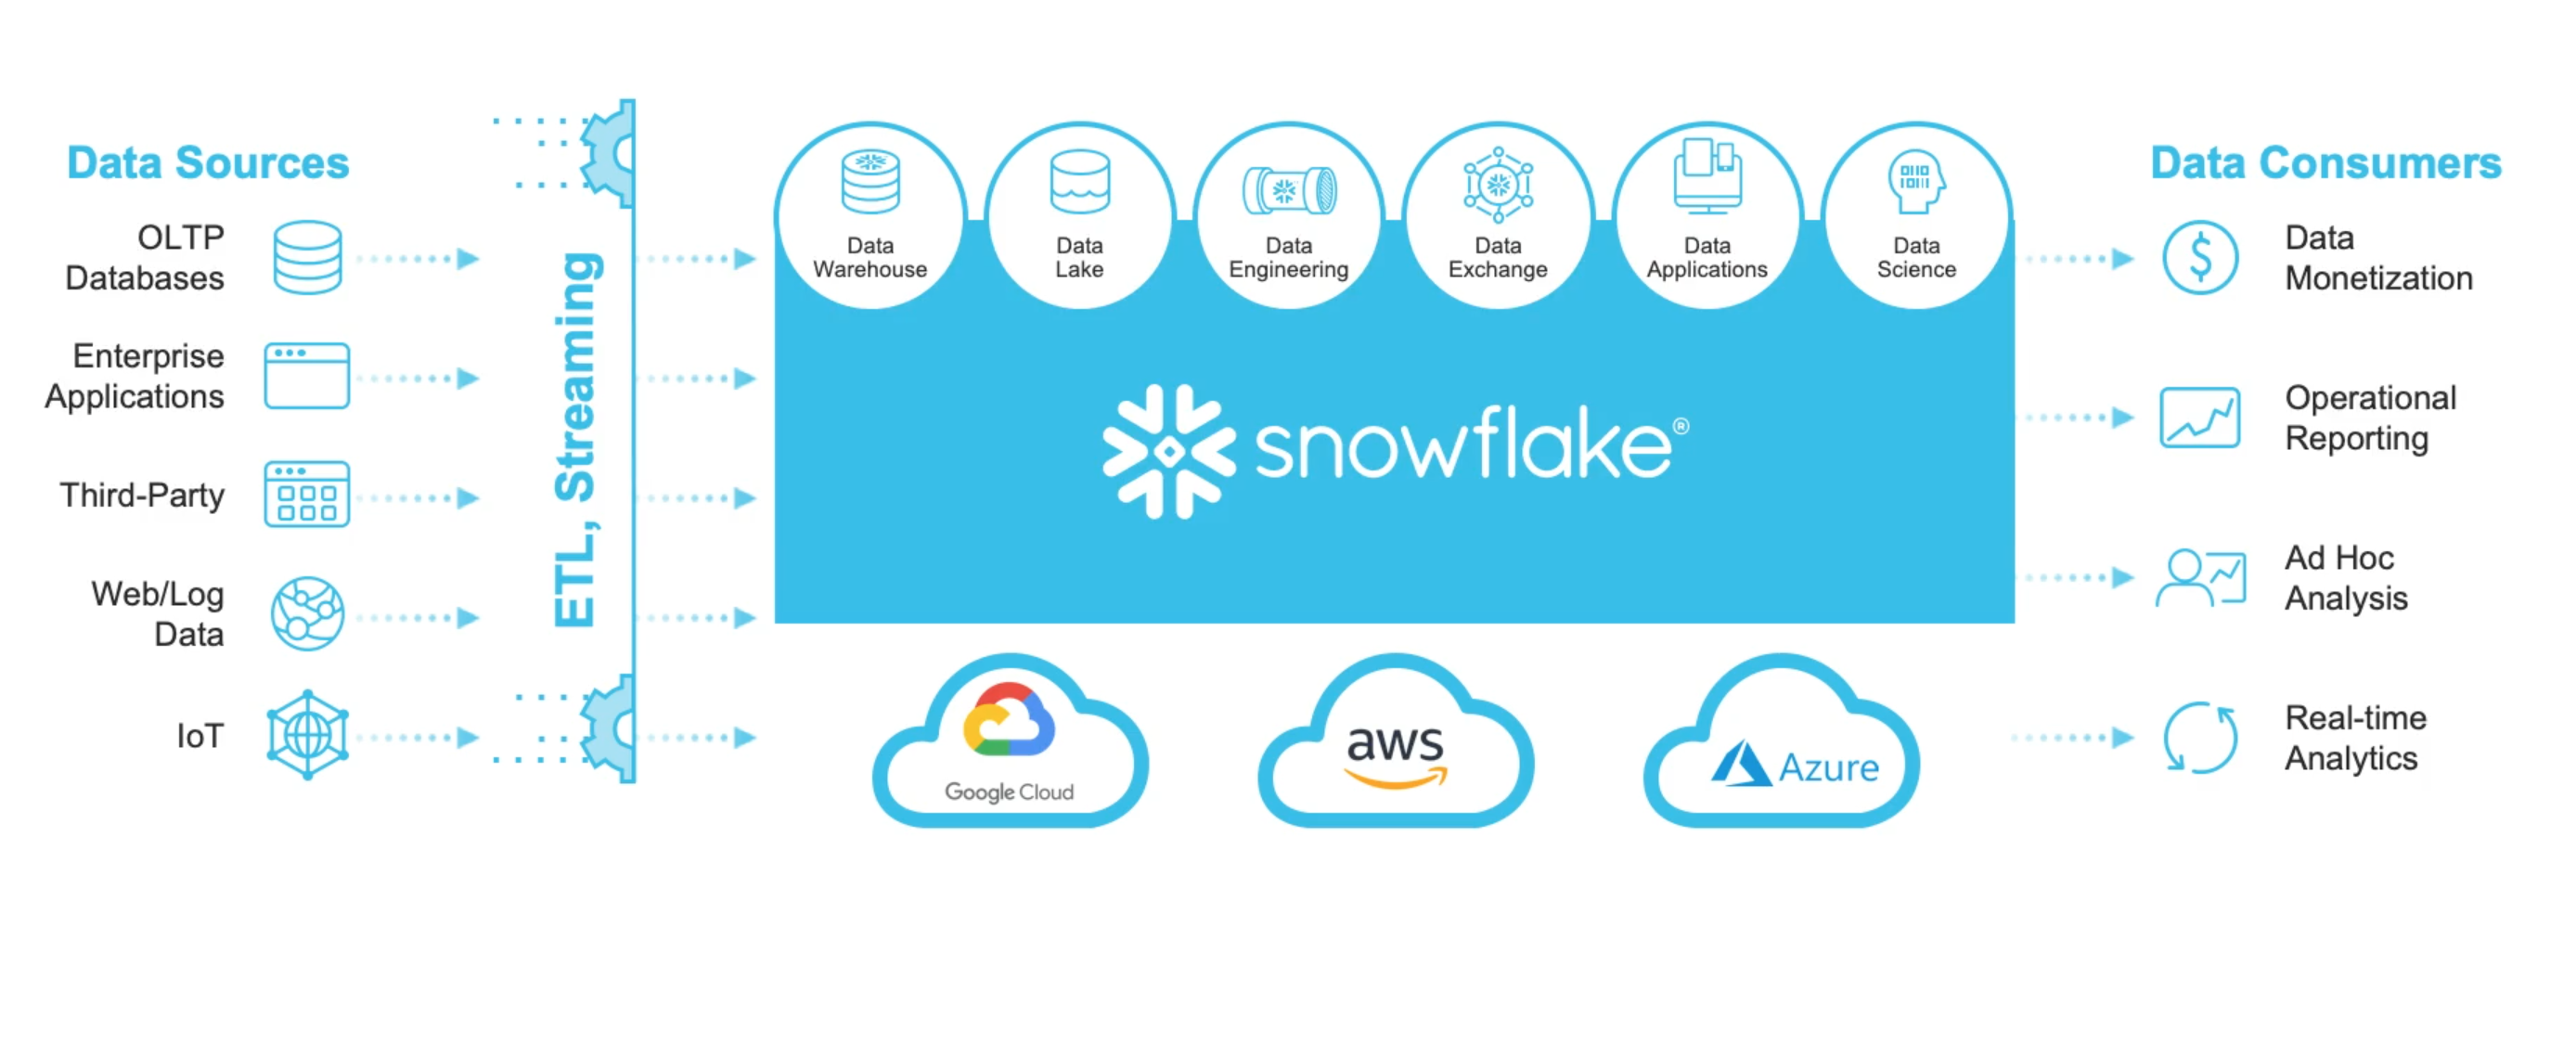 Data Sources
OLTP
Databases
Enterprise
Applications
Third-Party
Web/Log
Data
IoT
ETL, Streaming
Data
Warehouse
Data
Lake
Data
Engineering
Data
Exchange
Data
Applications
Data
Science
snowflake®
Google Cloud
aws
Azure
Data Consumers
Data
Monetization
Operational
Reporting
Ad Hoc
Analysis
Real-time
Analytics